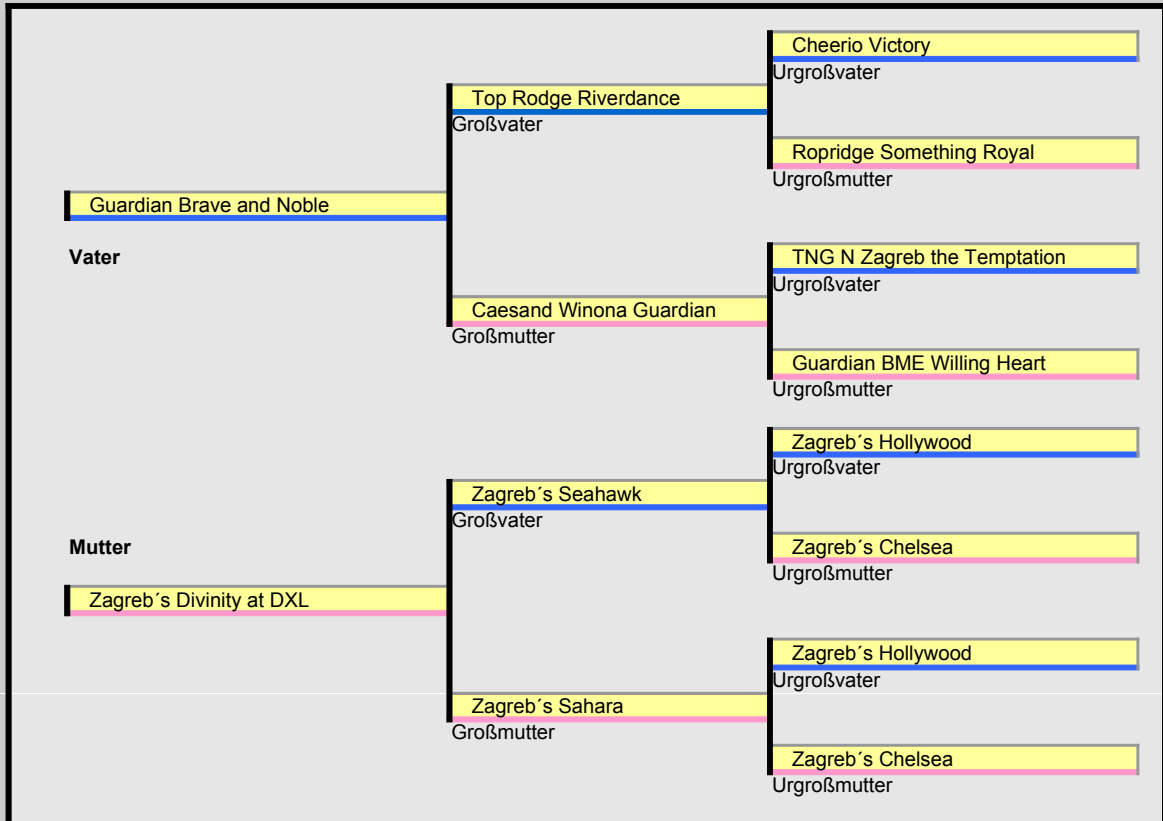 Cheerio Victory
Urgroßvater
Top Rodge Riverdance
Großvater
Ropridge Something Royal
Urgroßmutter
Guardian Brave and Noble
Vater
TNG N Zagreb the Temptation
Urgroßvater
Caesand Winona Guardian
Großmutter
Guardian BME Willing Heart
Urgroßmutter
Zagreb´s Hollywood
Urgroßvater
Zagreb´s Seahawk
Großvater
Mutter
Zagreb´s Chelsea
Urgroßmutter
Zagreb´s Divinity at DXL
Zagreb´s Hollywood
Urgroßvater
Zagreb´s Sahara
Großmutter
Zagreb´s Chelsea
Urgroßmutter